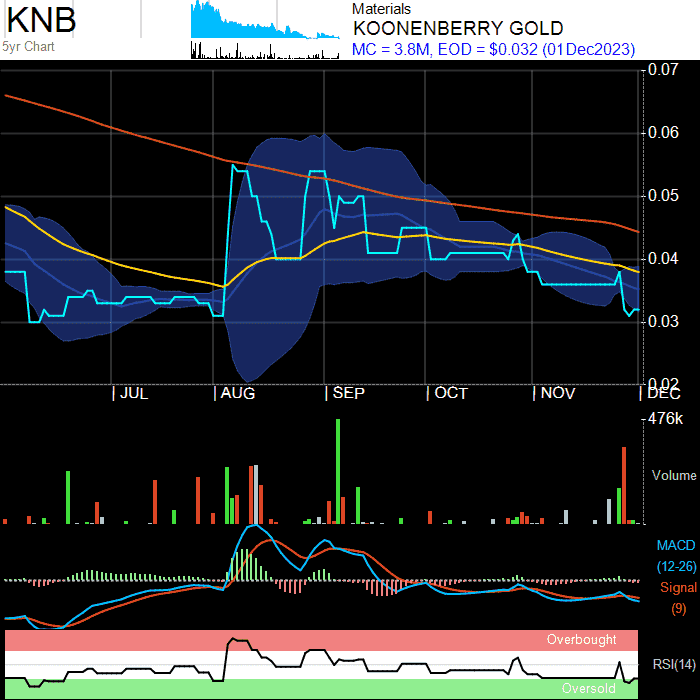 KNB
5yr Chart
Materials
KOONENBERRY GOLD
MC = 3.8M, EOD = $0.032 (01Dec2023)
0.07
0.06
0.05
0.04
0.03
0.02
JUL AUG SEP OCT NOV DEC
476k
Volume
MACD
(12-26)
Signal
(9)
Overbought
RSI(14)
Oversold